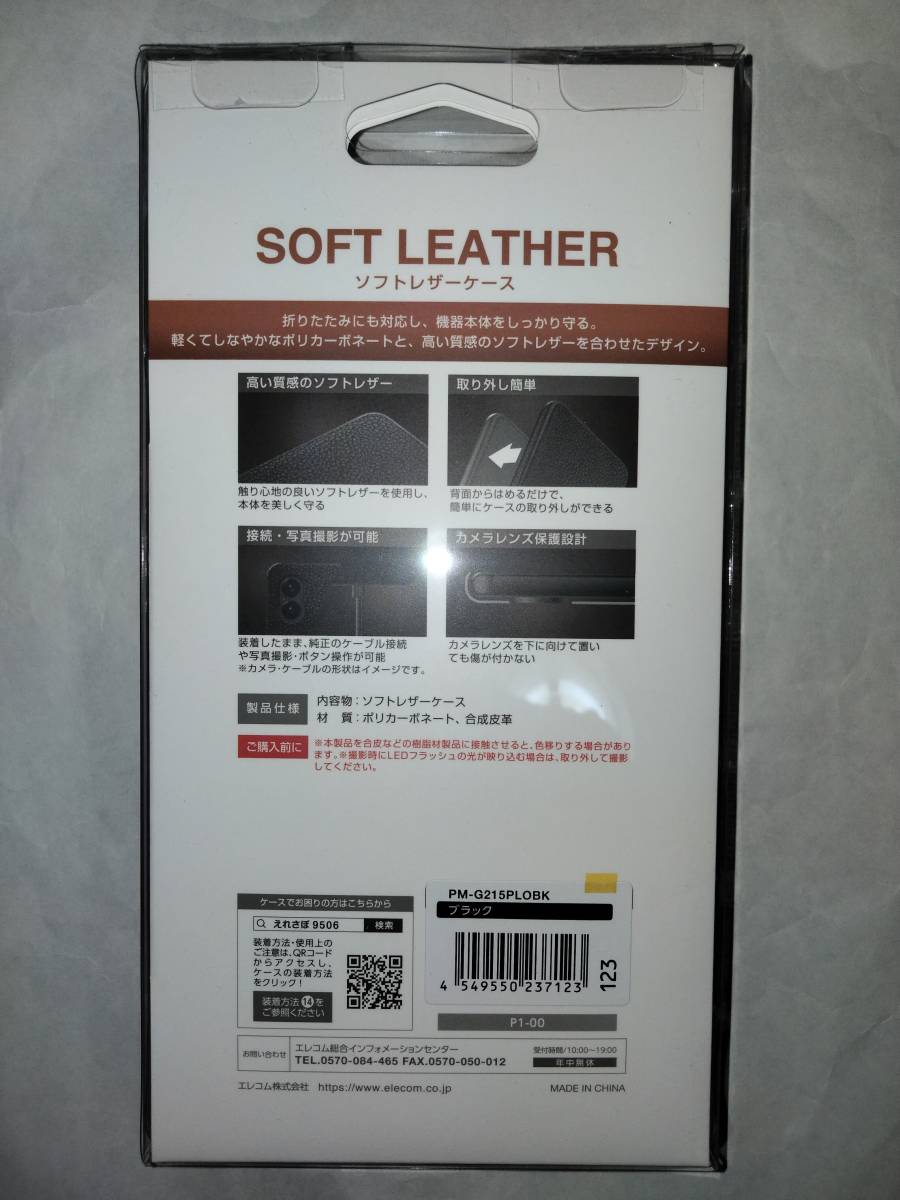 SOFT LEATHER
ソフトレザーケース
折りたたみにも対応し、機器本体をしっかり守る。
軽くてしなやかなポリカーボネートと、高い質感のソフトレザーを合わせたデザイン。
高い質感のソフトレザー
触り心地の良いソフトレザーを使用し、
本体を美しく守る
取り外し簡単
背面からはめるだけで、
簡単にケースの取り外しができる
接続・写真撮影が可能
装着したまま、純正のケーブル接続
や写真撮影・ボタン操作が可能
※カメラ・ケーブルの形状はイメージです。
カメラレンズ保護設計
カメラレンズを下に向けて置い
ても傷が付かない
製品仕様
内容物：ソフトレザーケース
材　質：ポリカーボネート、合成皮革
ご購入前に
※本製品を合皮などの樹脂材製品に接触させると、色移りする場合があり
ます。※撮影時にLEDフラッシュの光が映り込む場合は、取り外して撮影
してください。
ケースでお困りの方はこちらから
えれさぽ 9506 検索
装着方法・使用上の
ご注意は、QRコード
からアクセスし、
ケースの装着方法
をクリック！
装着方法⑭を
ご参照ください
PM-G215PLOBK
ブラック
4 549550 237123
123
P1-00
お問い合わせ
エレコム総合インフォメーションセンター
TEL.0570-084-465 FAX.0570-050-012
受付時間/10:00～19:00
年中無休
エレコム株式会社 https://www.elecom.co.jp
MADE IN CHINA